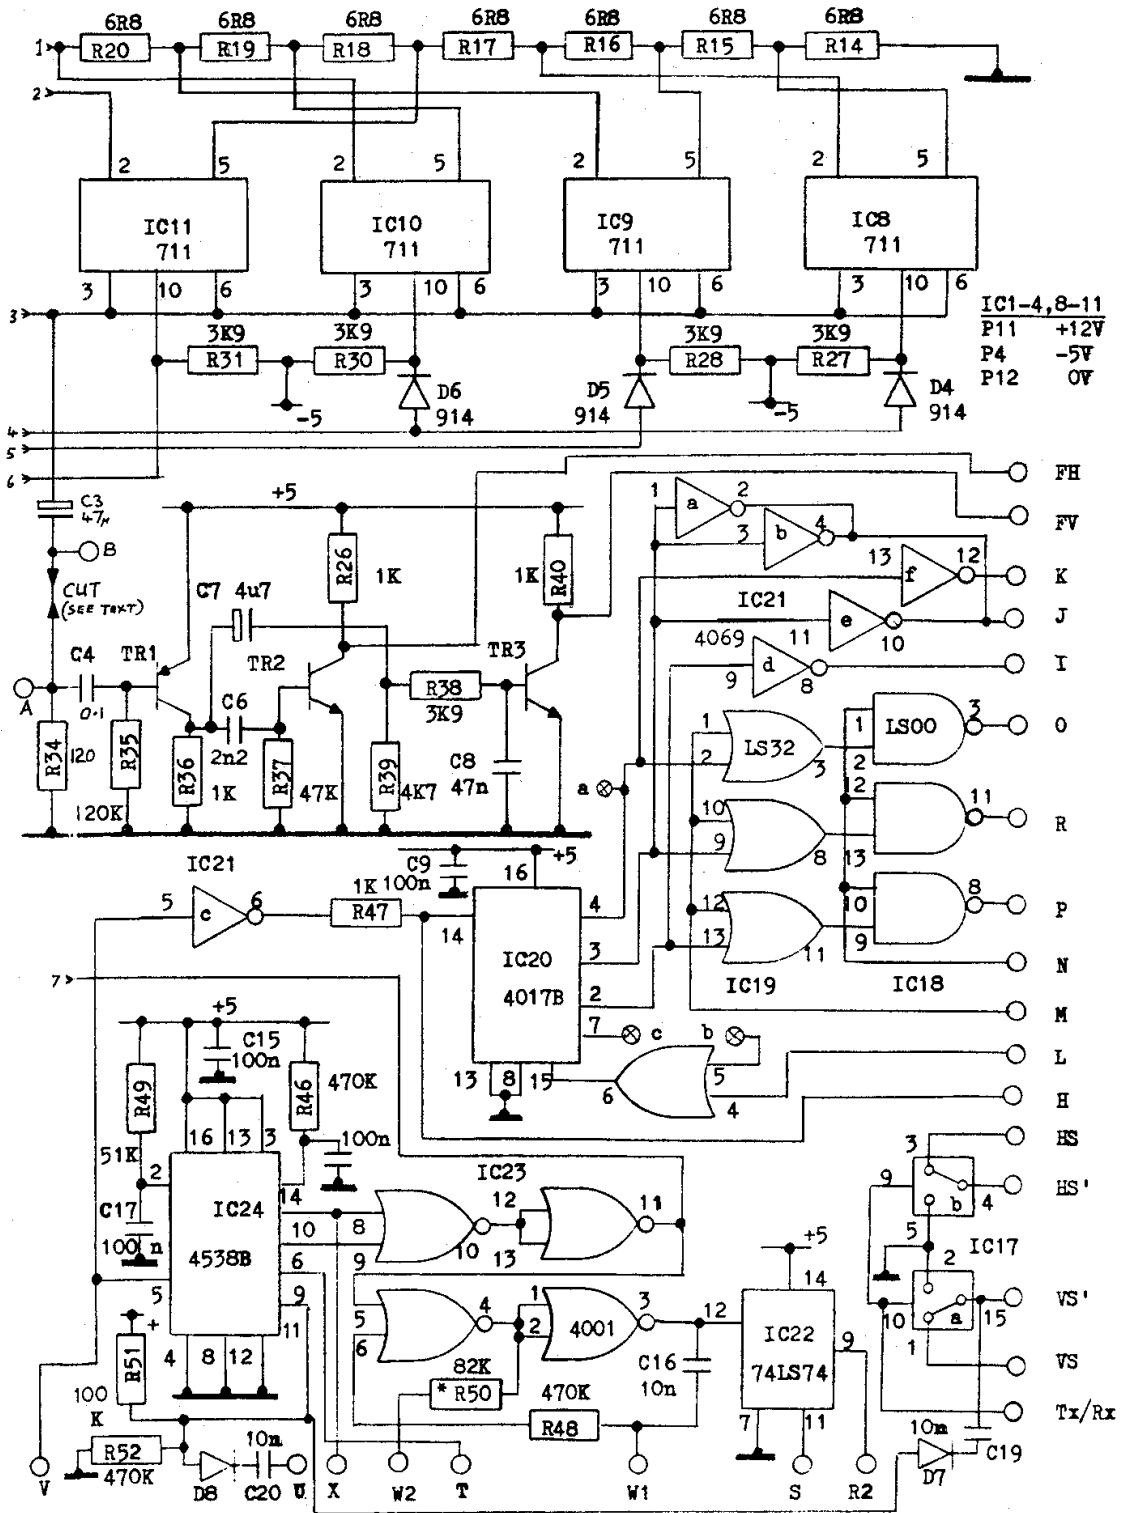 6R8 6R8 6R8 6R8 6R8 6R8 6R8
1 R20 R19 R18 R17 R16 R15 R14
2
2 5 2 5 2 5 2 5
IC11 IC10 IC9 IC8
711 711 711 711
3 10 6 3 10 6 3 10 6 3 10 6
IC1-4,8-11
P11 +12V
P4 -5V
P12 0V
3
3K9 3K9 3K9 3K9
R31 R30 R28 R27
-5 D6 914 D5 914 -5 D4 914
4
5
6
FH
C3 47µ
+5
1 a 2
FV
B
R26 1K
1K R40
3 b 4
13 f 12 K
CUT
(SEE TEXT)
C7 4u7
IC21
4069 11 e 10 J
C4 TR1 TR2 TR3
9 d 8 I
A 0.1 C6 2n2
R38 3K9
R34 120 R35 120K R36 1K R37 47K R39 4K7 C8 47n
a
1 2 LS32 3
1 2 LS00 3 O
10 9 8
12 13 11 R
IC21
5 c 6
1K R47
C9 100n
+5
16
14 IC20 4017B
4 3 2 7
12 13 11
10 9 8 P
IC19 IC18
N
M
7
c b
13 8 15
6 5 4
L
H
+5
C15 100n
R49 51K
R46 470K
100n
16 13 3
2 14
IC24 4538B
C17 100n
10 6 9 11
5
4 8 12
IC23
8 9 10
12 13 11
5 6 4
1 2 4001 3
82K
*R50
470K
R48
C16 10n
+5
14
12 IC22 74LS74 9
7 11
3 HS
9 b 4 HS'
5
IC17
2
10 a 15 VS'
1 VS
Tx/Rx
+
R51 100K
R52 470K
D8 10n C20
10n C19
D7
V U X W2 T W1 S R2